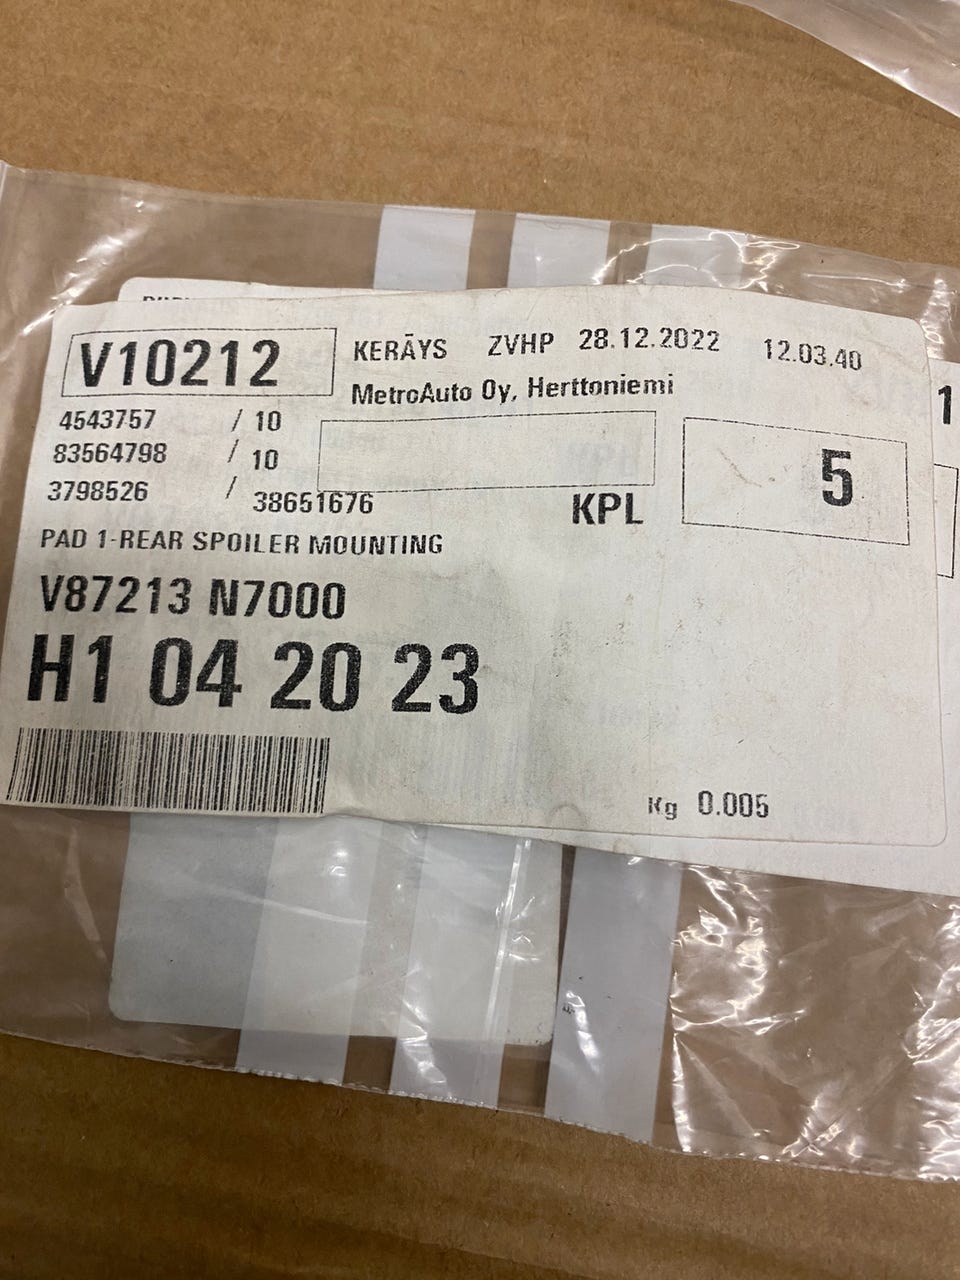 V10212
KERÄYS ZVHP 28.12.2022 12.03.40
MetroAuto Oy, Herttoniemi
4543757 / 10
83564798 / 10
3798526 / 38651676
KPL 5
PAD 1-REAR SPOILER MOUNTING
V87213 N7000
H1 04 20 23
Kg 0.005
1